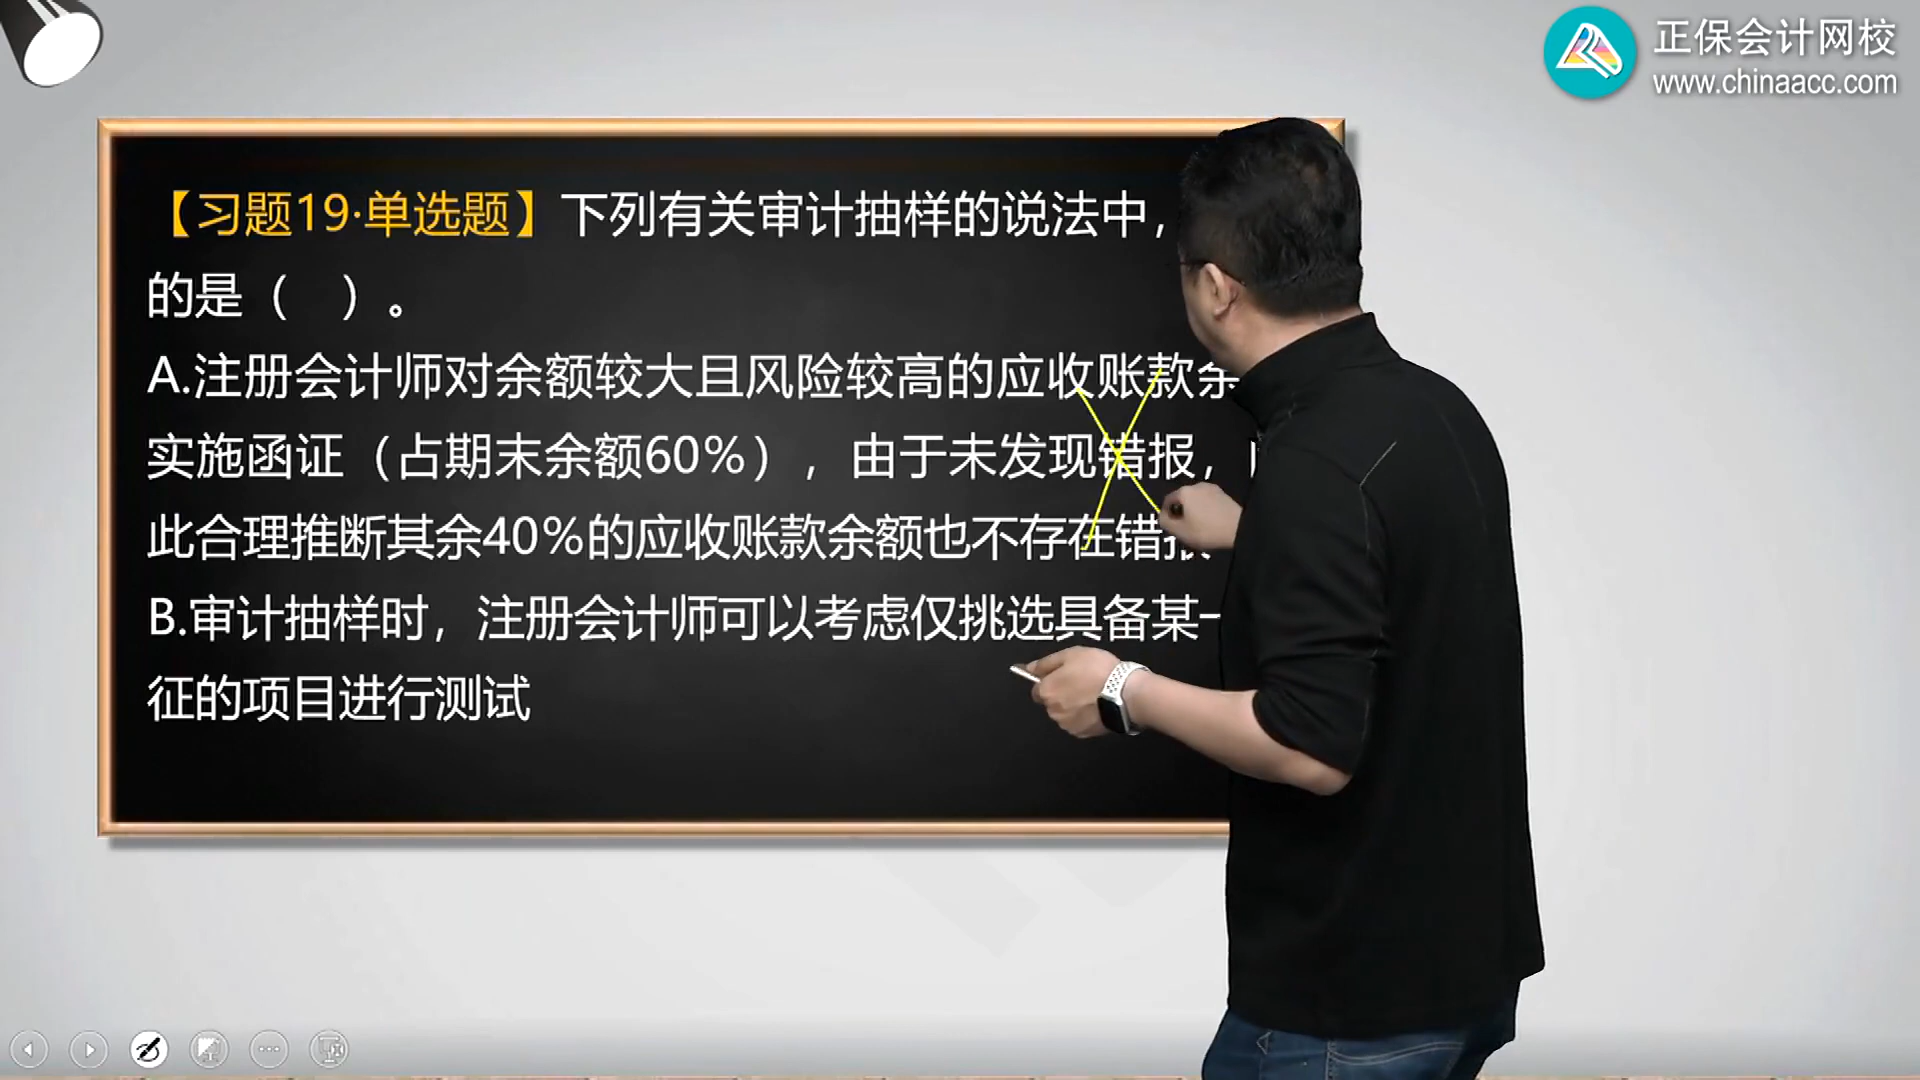 正保会计网校
www.chinaacc.com
【习题19·单选题】下列有关审计抽样的说法中，
的是（ ）。
A.注册会计师对余额较大且风险较高的应收账款余
实施函证（占期末余额60%），由于未发现错报，
此合理推断其余40%的应收账款余额也不存在错报
B.审计抽样时，注册会计师可以考虑仅挑选具备某一
征的项目进行测试